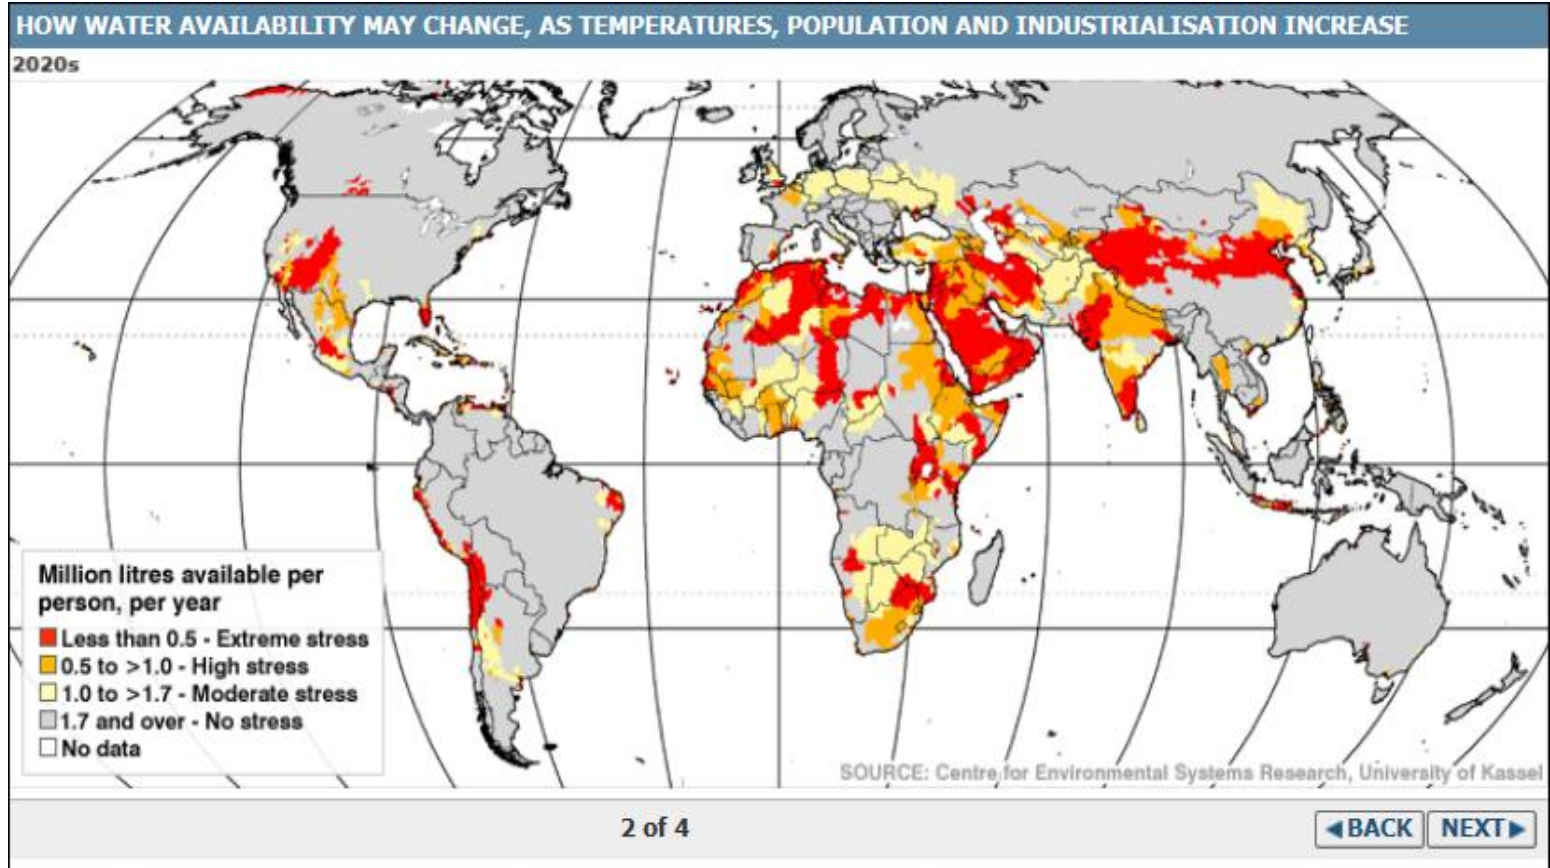 HOW WATER AVAILABILITY MAY CHANGE, AS TEMPERATURES, POPULATION AND INDUSTRIALISATION INCREASE
2020s
Million litres available per
person, per year
Less than 0.5 - Extreme stress
0.5 to >1.0 - High stress
1.0 to >1.7 - Moderate stress
1.7 and over - No stress
No data
SOURCE: Centre for Environmental Systems Research, University of Kassel
2 of 4
BACK
NEXT